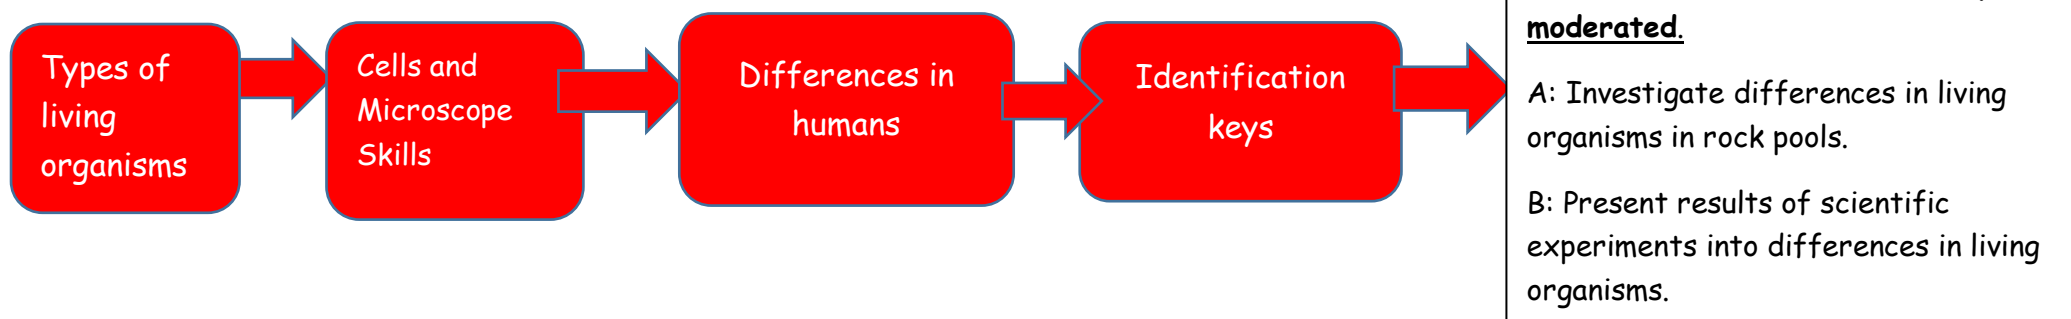 Types of
living
organisms
Cells and
Microscope
Skills
Differences in
humans
Identification
keys
moderated.
A: Investigate differences in living
organisms in rock pools.
B: Present results of scientific
experiments into differences in living
organisms.